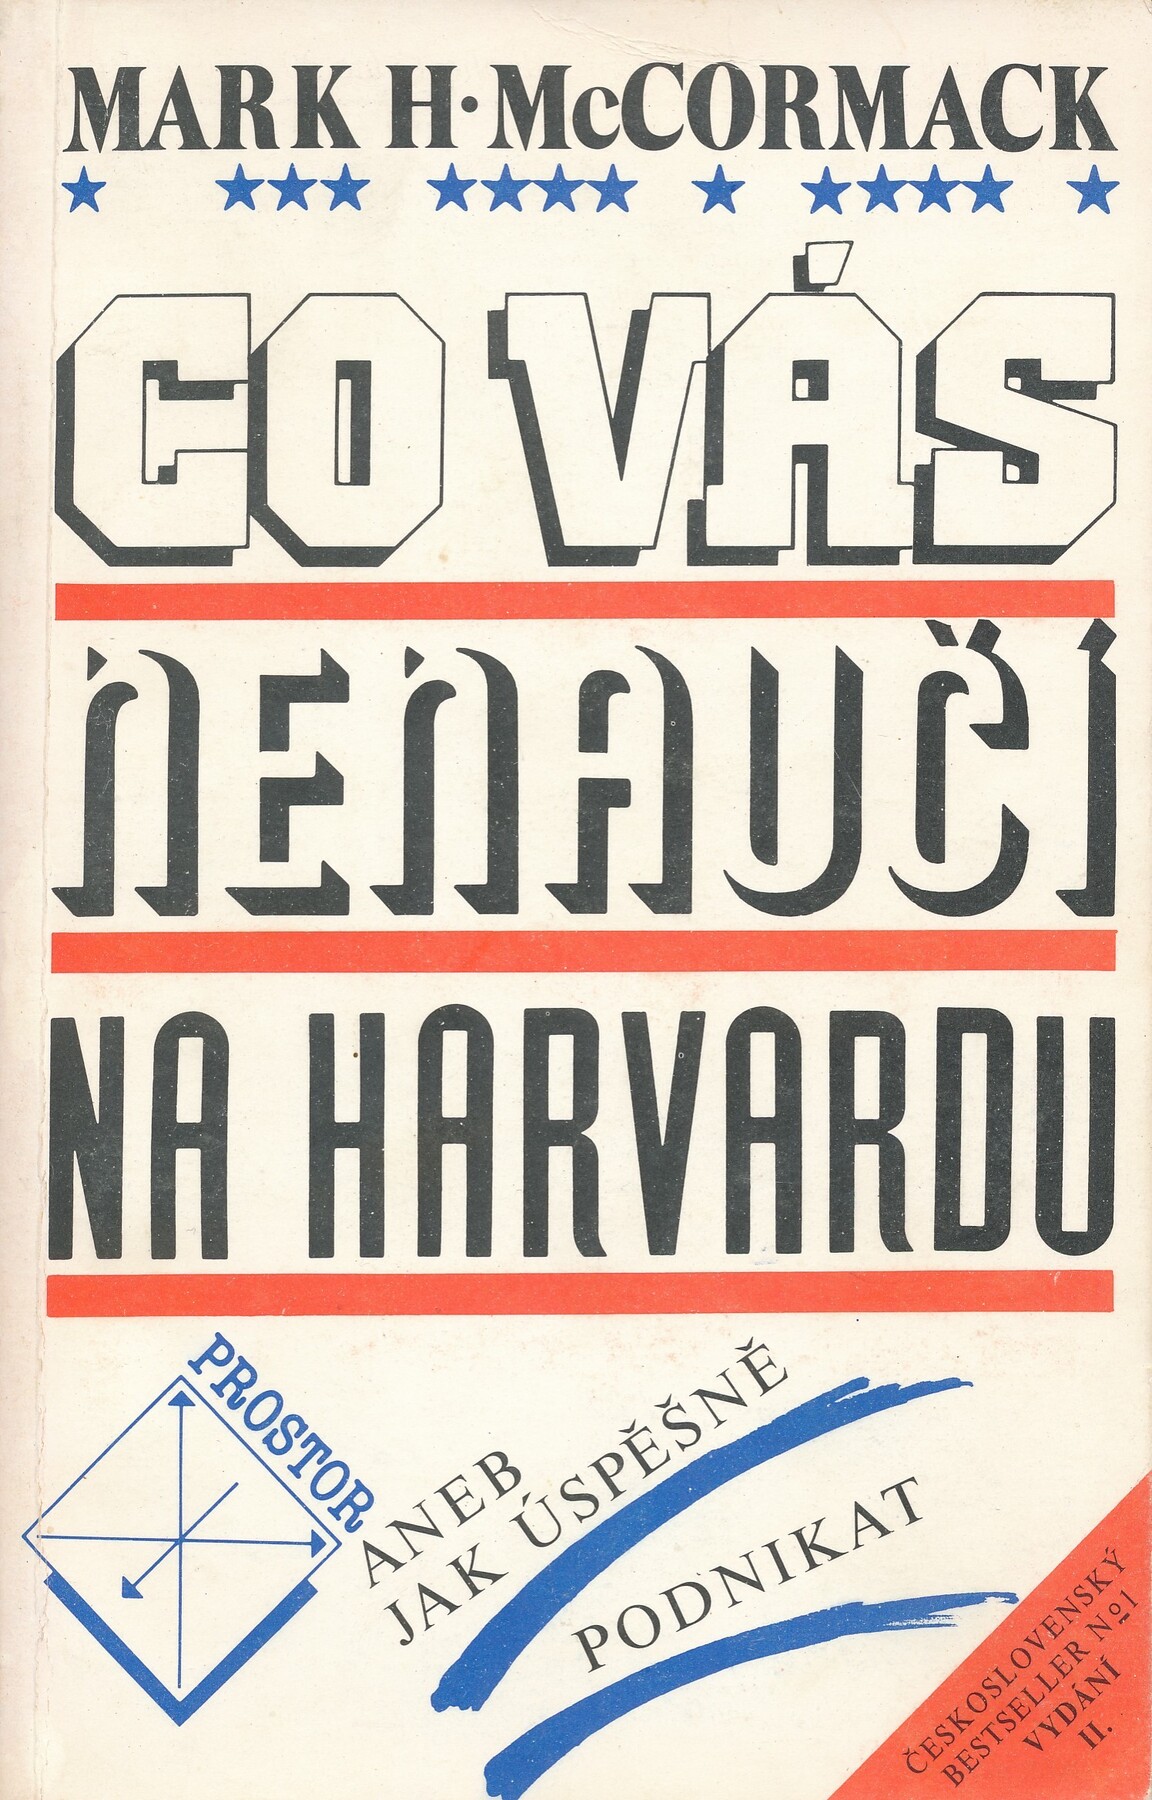 MARK H·McCORMACK
CO VÁS
NENAUČÍ
NA HARVARDU
PROSTOR
ANEB
JAK ÚSPĚŠNĚ
PODNIKAT
ČESKOSLOVENSKÝ
BESTSELLER Nº1
VYDÁNÍ
II.